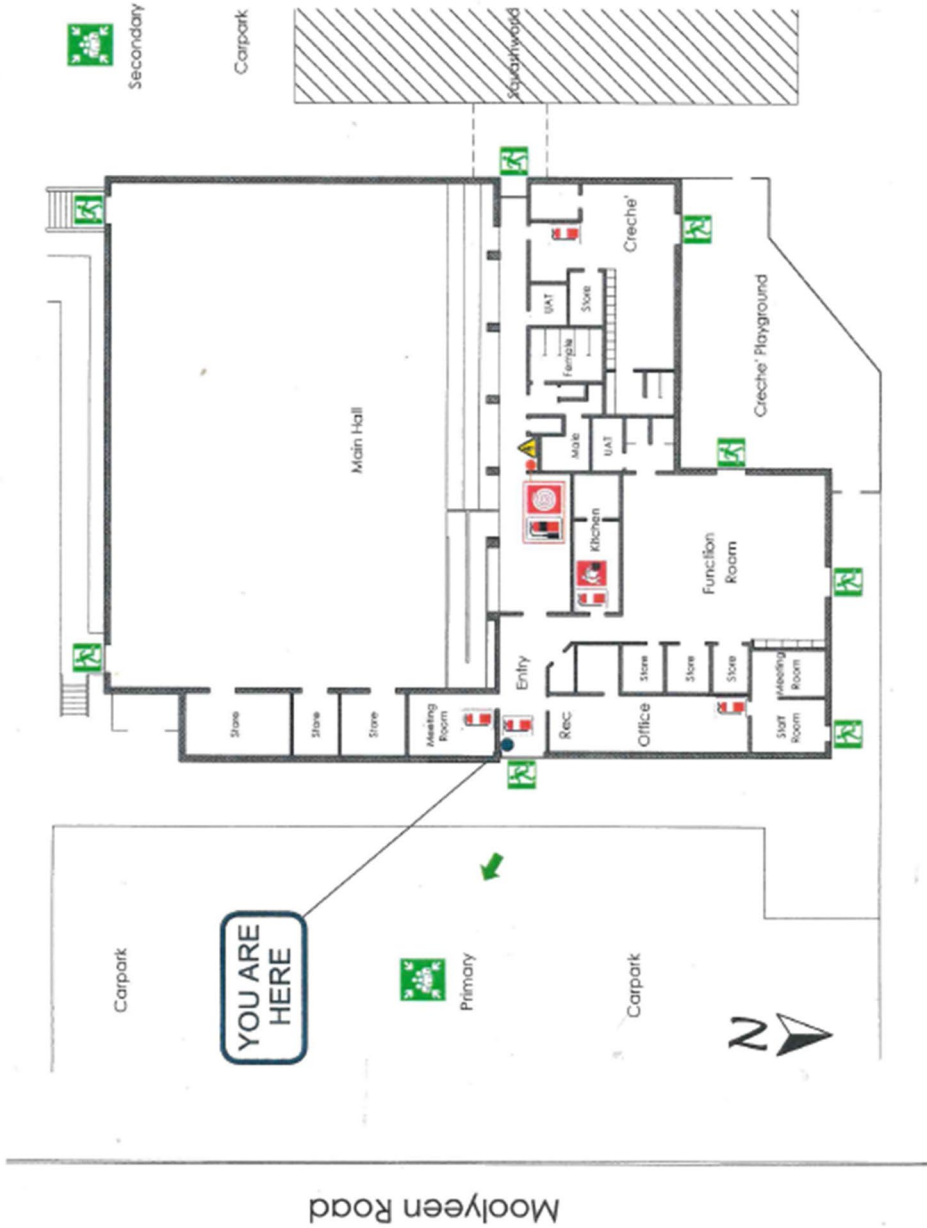 Carpark
YOU ARE
HERE
Primary
Carpark
N
Moolyeen Road
Store
Store
Store
Meeting
Room
Main Hall
Secondary
Carpark
Squashworld
Entry
Rec
Office
Store
Store
Store
Staff
Room
Meeting
Room
Kitchen
Function
Room
Male
UAT
Female
UAT
Store
Creche'
Creche' Playground